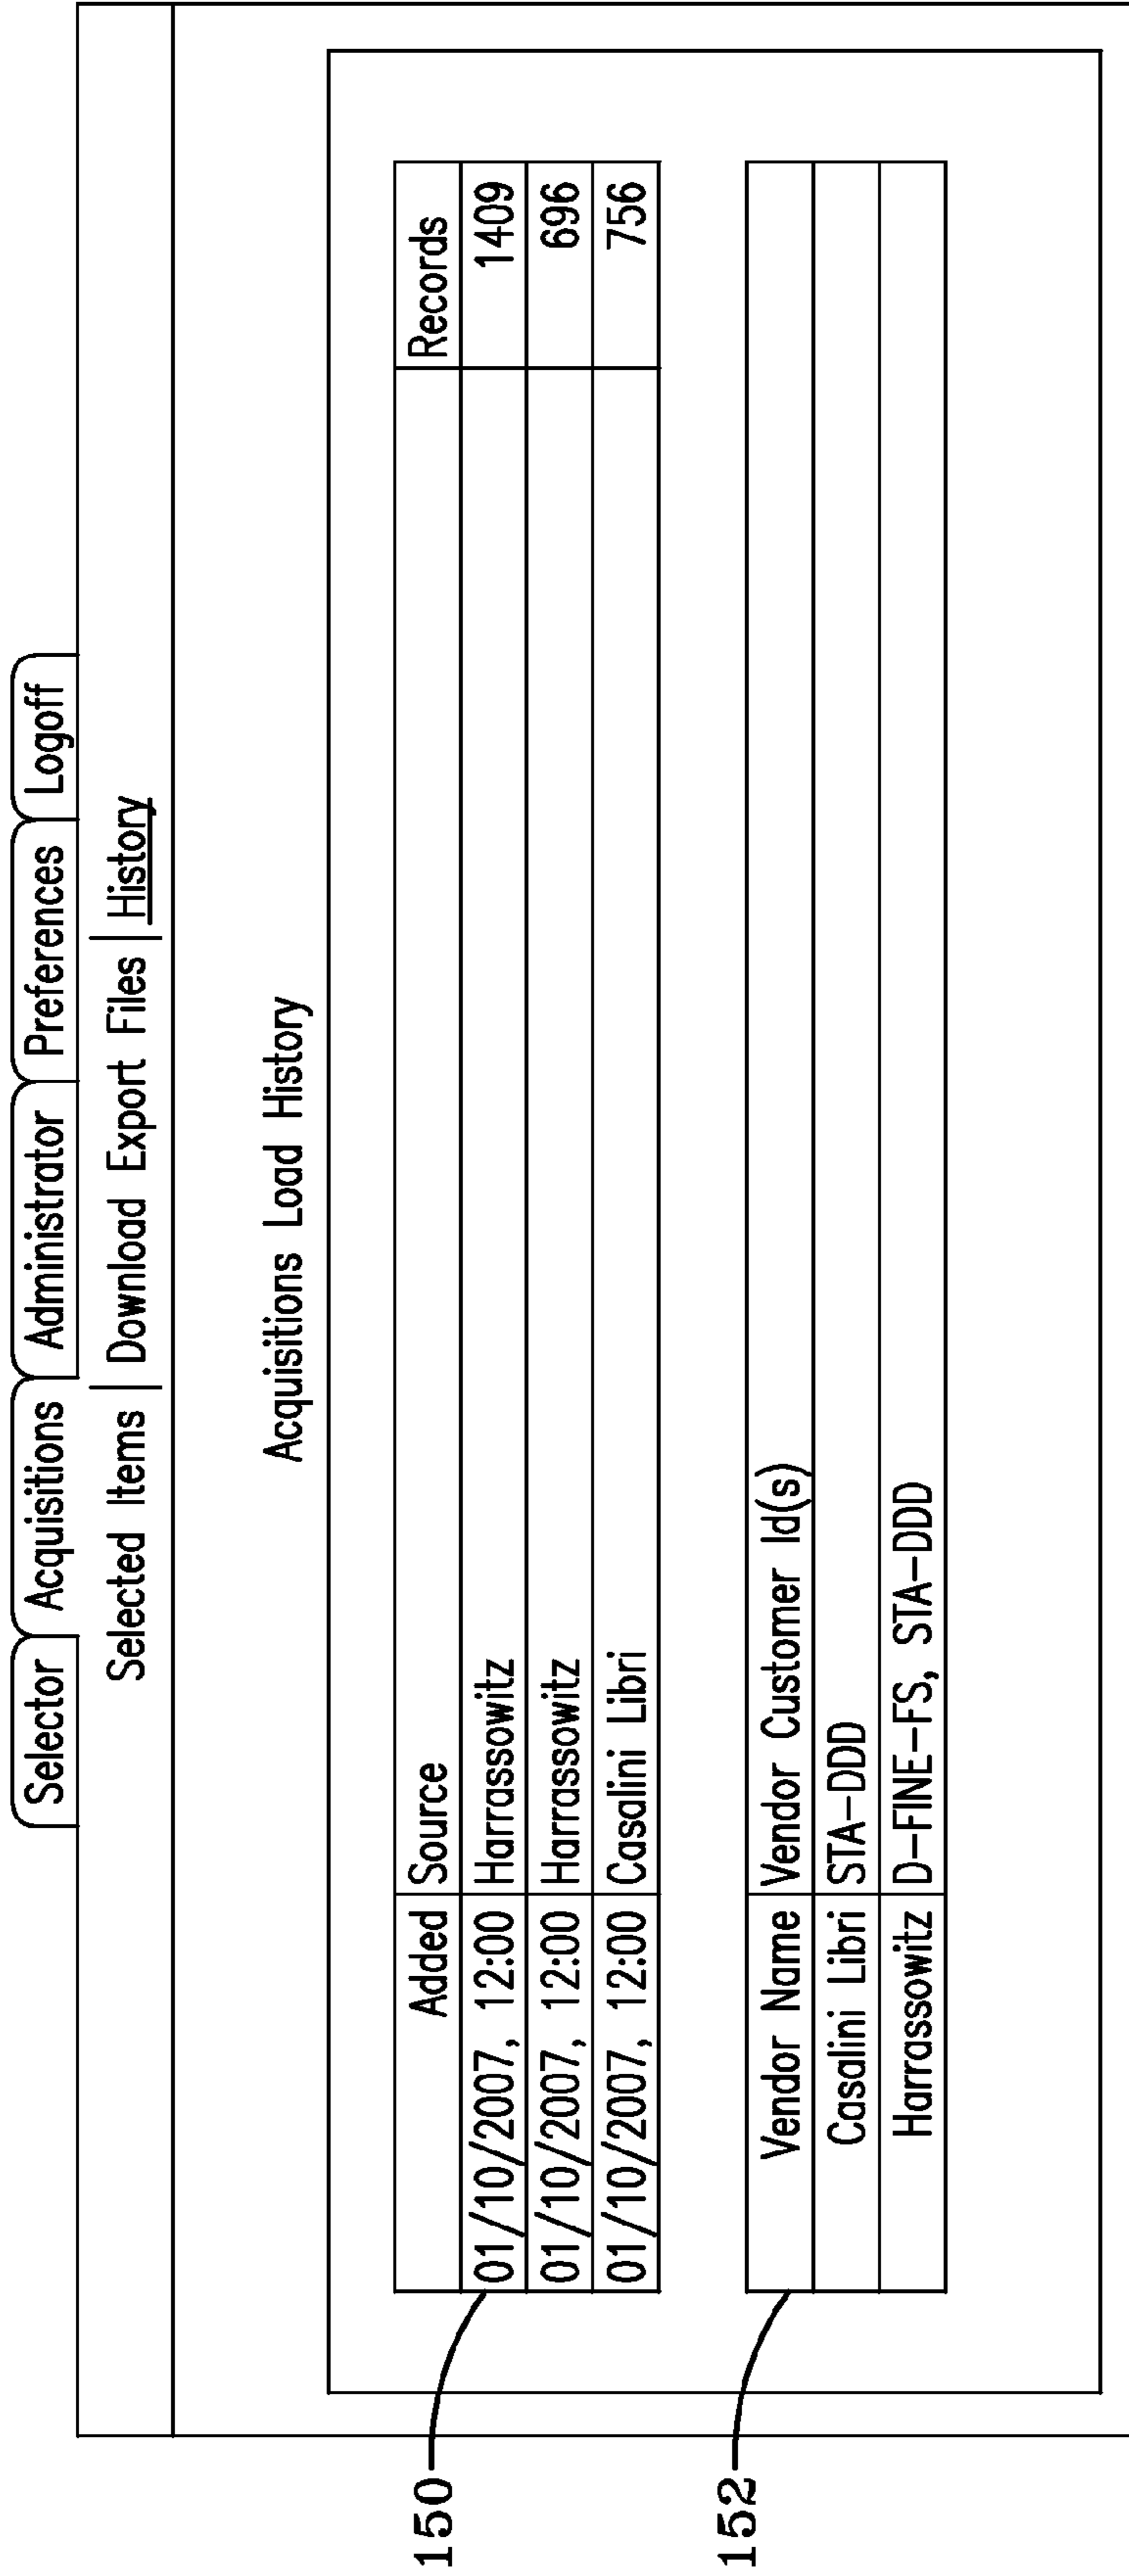 Selector Acquisitions Administrator Preferences Logoff
Selected Items | Download Export Files | History
Acquisitions Load History
Added Source Records
01/10/2007, 12:00 Harrassowitz 1409
01/10/2007, 12:00 Harrassowitz 696
01/10/2007, 12:00 Casalini Libri 756
150
Vendor Name Vendor Customer Id(s)
Casalini Libri STA-DDD
Harrassowitz D-FINE-FS, STA-DDD
152